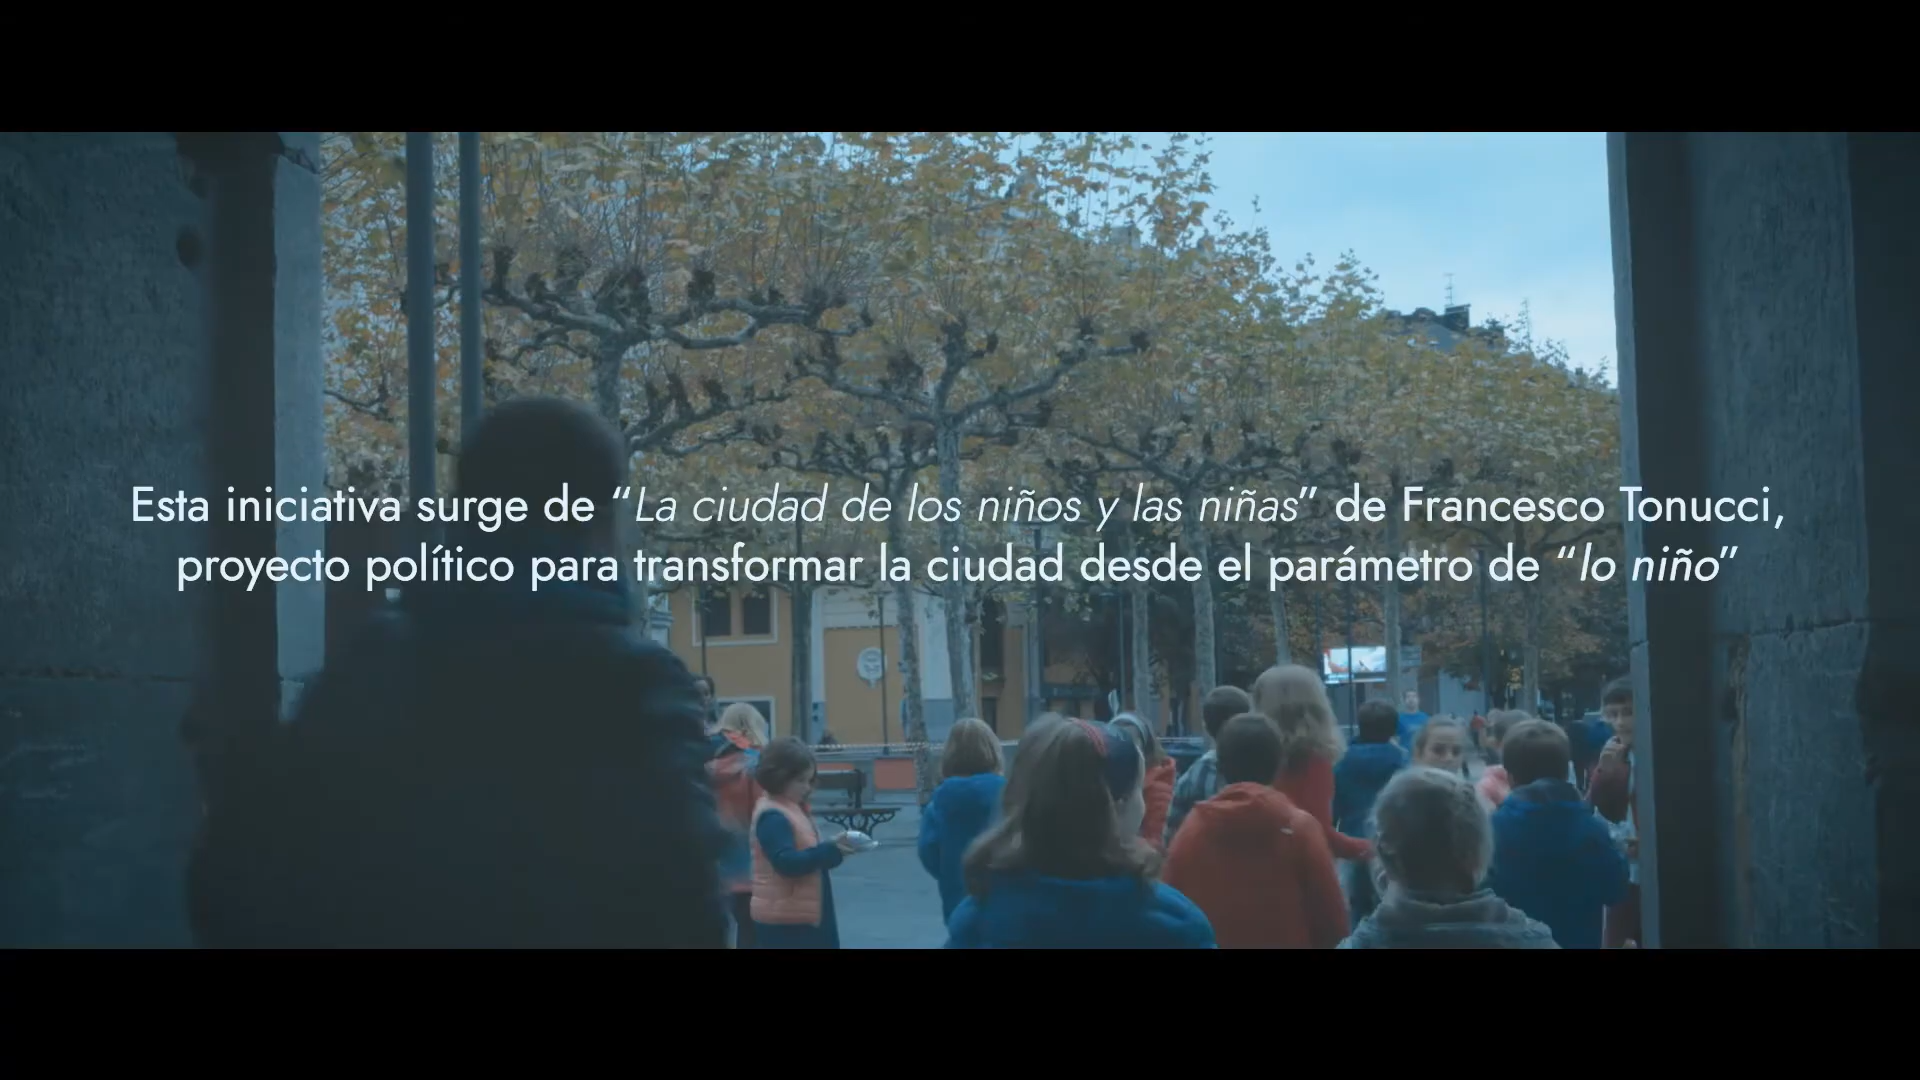 Esta iniciativa surge de “La ciudad de los niños y las niñas” de Francesco Tonucci,
proyecto político para transformar la ciudad desde el parámetro de “lo niño”